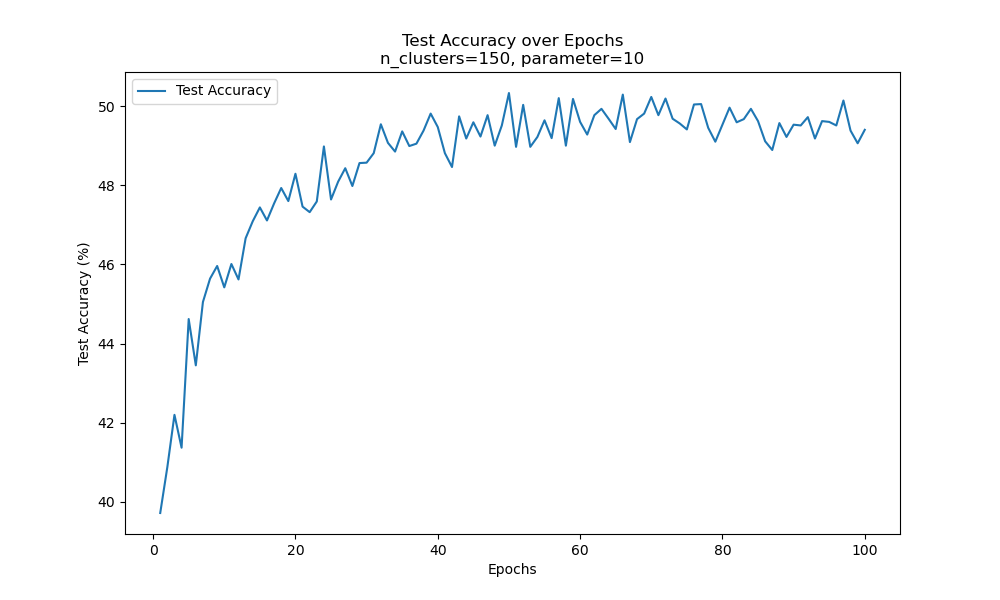 Test Accuracy over Epochs
n_clusters=150, parameter=10
Test Accuracy
Test Accuracy (%)
50
48
46
44
42
40
0 20 40 60 80 100
Epochs